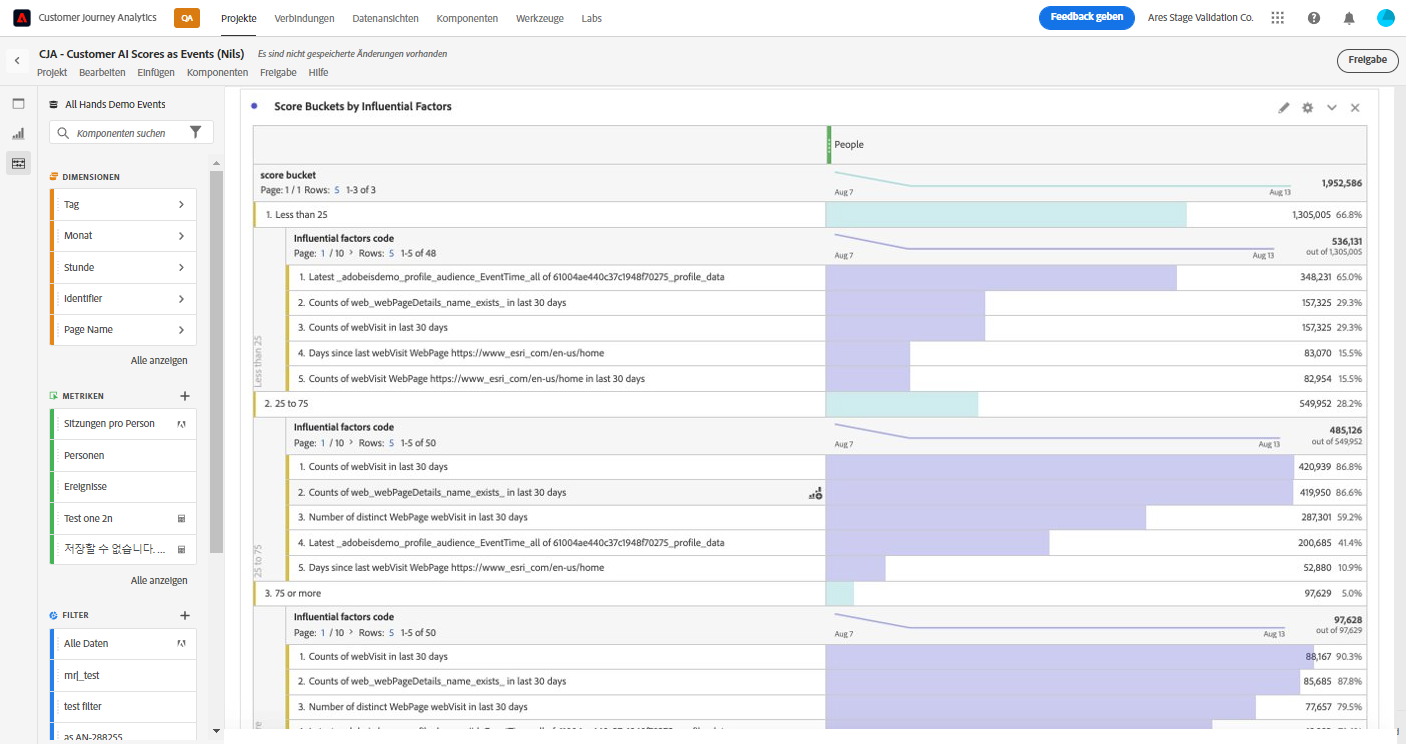 Customer Journey Analytics QA Projekte Verbindungen Datenansichten Komponenten Werkzeuge Labs Feedback geben Ares Stage Validation Co.
CJA - Customer AI Scores as Events (Nils) Es sind nicht gespeicherte Änderungen vorhanden
Projekt Bearbeiten Einfügen Komponenten Freigabe Hilfe
Freigabe
All Hands Demo Events
Komponenten suchen
DIMENSIONEN
Tag
Monat
Stunde
Identifier
Page Name
Alle anzeigen
METRIKEN
Sitzungen pro Person
Personen
Ereignisse
Test one 2n
저장할 수 없습니다. ...
Alle anzeigen
FILTER
Alle Daten
mr|_test
test filter
as AN-288255
Score Buckets by Influential Factors
People
score bucket
Page: 1 / 1 Rows: 5 1-3 of 3
Aug 7 Aug 13
1,952,586
1. Less than 25 1,305,005 66.8%
Less than 25
Influential factors code
Page: 1 / 10 > Rows: 5 1-5 of 48
Aug 7 Aug 13
536,131
out of 1,305,005
1. Latest _adobeisdemo_profile_audience_EventTime_all of 61004ae440c37c1948f70275_profile_data 348,231 65.0%
2. Counts of web_webPageDetails_name_exists_ in last 30 days 157,325 29.3%
3. Counts of webVisit in last 30 days 157,325 29.3%
4. Days since last webVisit WebPage https://www_esri_com/en-us/home 83,070 15.5%
5. Counts of webVisit WebPage https://www_esri_com/en-us/home in last 30 days 82,954 15.5%
2. 25 to 75 549,952 28.2%
25 to 75
Influential factors code
Page: 1 / 10 > Rows: 5 1-5 of 50
Aug 7 Aug 13
485,126
out of 549,952
1. Counts of webVisit in last 30 days 420,939 86.8%
2. Counts of web_webPageDetails_name_exists_ in last 30 days 419,950 86.6%
3. Number of distinct WebPage webVisit in last 30 days 287,301 59.2%
4. Latest _adobeisdemo_profile_audience_EventTime_all of 61004ae440c37c1948f70275_profile_data 200,685 41.4%
5. Days since last webVisit WebPage https://www_esri_com/en-us/home 52,880 10.9%
3. 75 or more 97,629 5.0%
Influential factors code
Page: 1 / 10 > Rows: 5 1-5 of 50
Aug 7 Aug 13
97,628
out of 97,629
1. Counts of webVisit in last 30 days 88,167 90.3%
2. Counts of web_webPageDetails_name_exists_ in last 30 days 85,685 87.8%
3. Number of distinct WebPage webVisit in last 30 days 77,657 79.5%